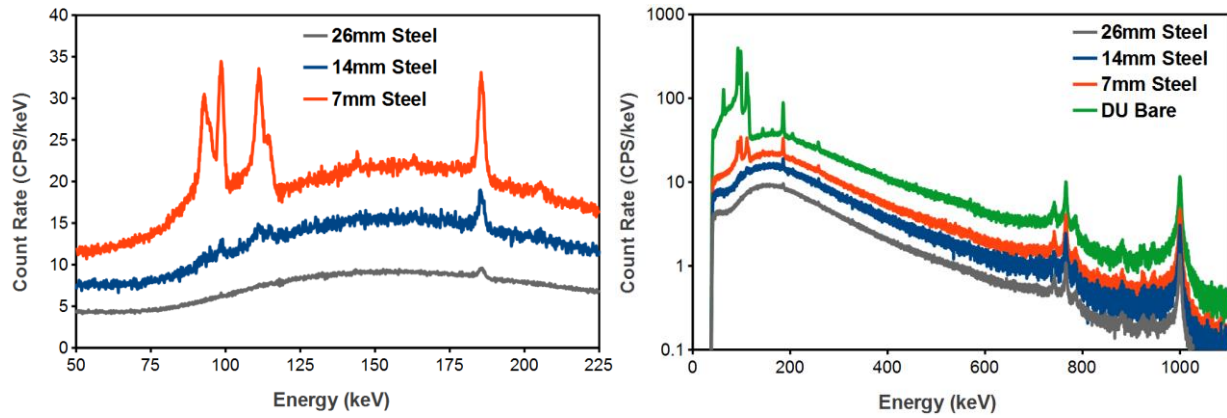 40
35
30
25
20
15
10
5
0
Count Rate (CPS/keV)
26mm Steel
14mm Steel
7mm Steel
50 75 100 125 150 175 200 225
Energy (keV)
1000
100
10
1
0.1
Count Rate (CPS/keV)
26mm Steel
14mm Steel
7mm Steel
DU Bare
0 200 400 600 800 1000
Energy (keV)